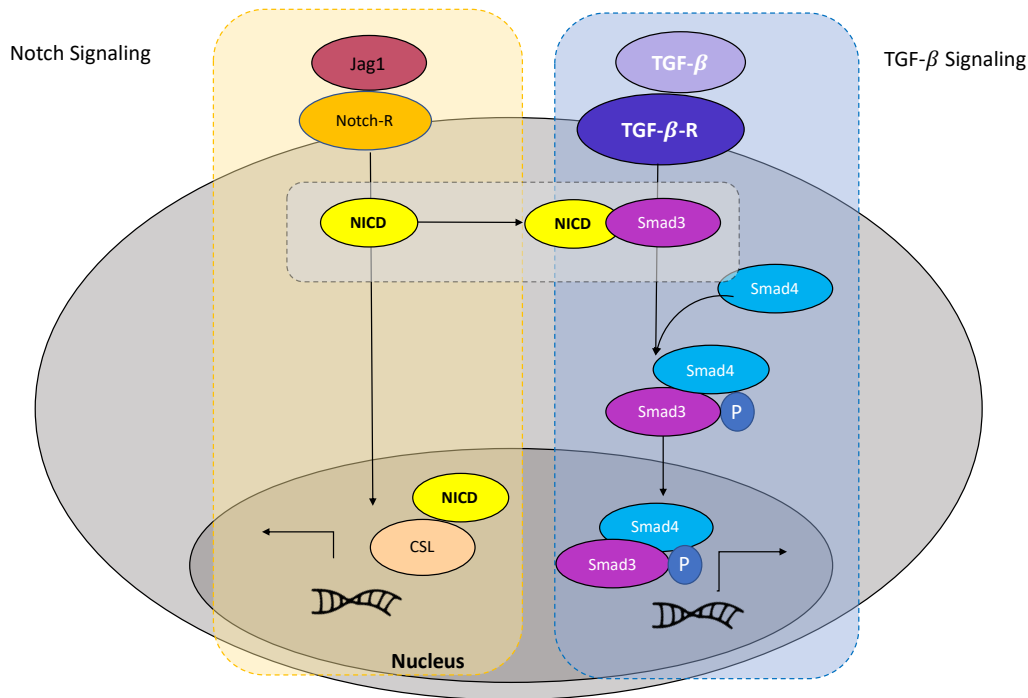 Notch Signaling
TGF-𝛽 Signaling
Jag1
TGF-𝜷
Notch-R
TGF-𝜷-R
NICD
NICD
Smad3
Smad4
Smad4
Smad3
P
NICD
CSL
Smad4
Smad3
P
Nucleus